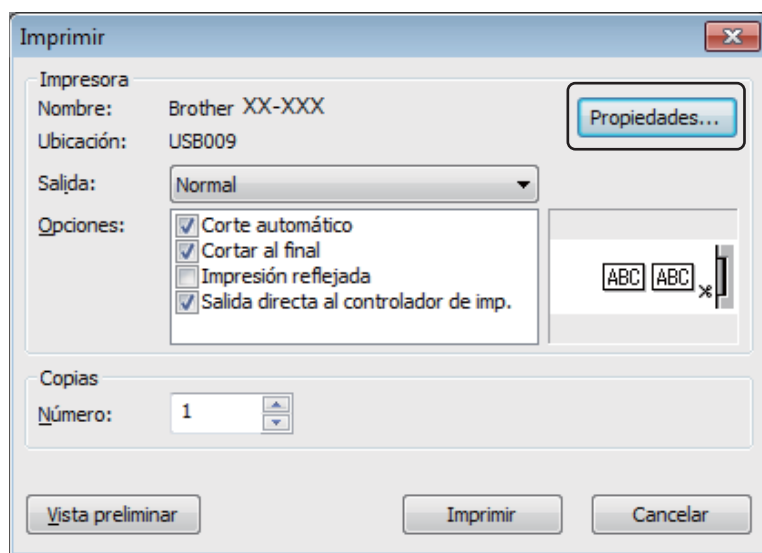 Imprimir
Impresora
Nombre: Brother XX-XXX
Propiedades...
Ubicación: USB009
Salida: Normal
Opciones:
Corte automático
Cortar al final
Impresión reflejada
Salida directa al controlador de imp.
ABC ABC
Copias
Número: 1
Vista preliminar Imprimir Cancelar